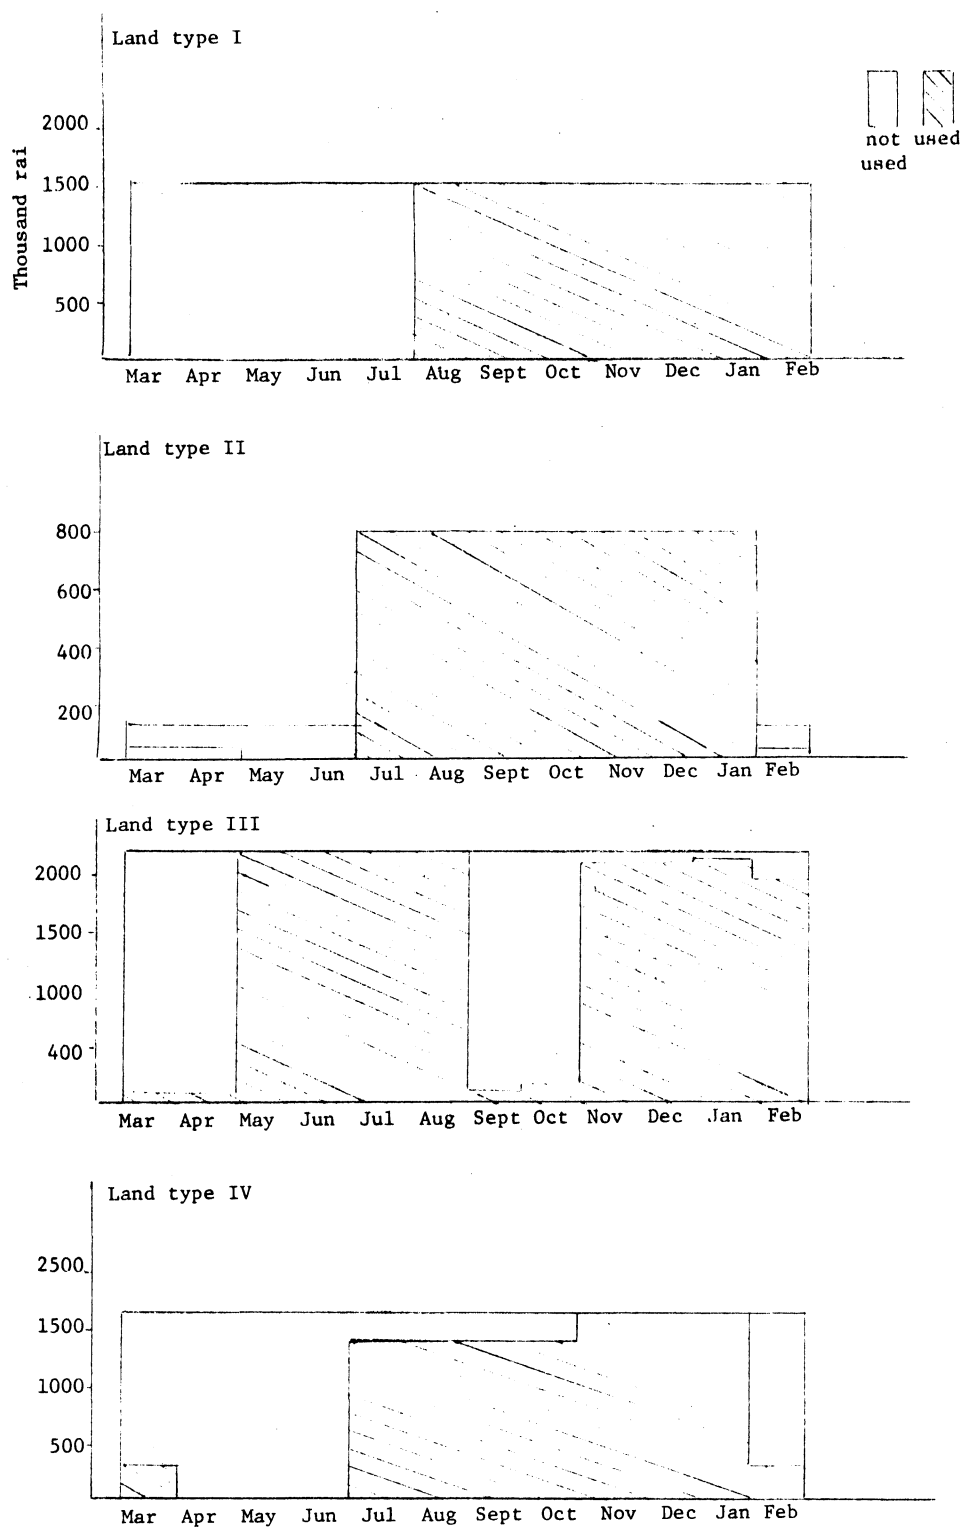 Land type I
not used
used
Thousand rai
2000
1500
1000
500
Mar Apr May Jun Jul Aug Sept Oct Nov Dec Jan Feb
Land type II
800
600
400
200
Mar Apr May Jun Jul Aug Sept Oct Nov Dec Jan Feb
Land type III
2000
1500
1000
400
Mar Apr May Jun Jul Aug Sept Oct Nov Dec Jan Feb
Land type IV
2500
1500
1000
500
Mar Apr May Jun Jul Aug Sept Oct Nov Dec Jan Feb